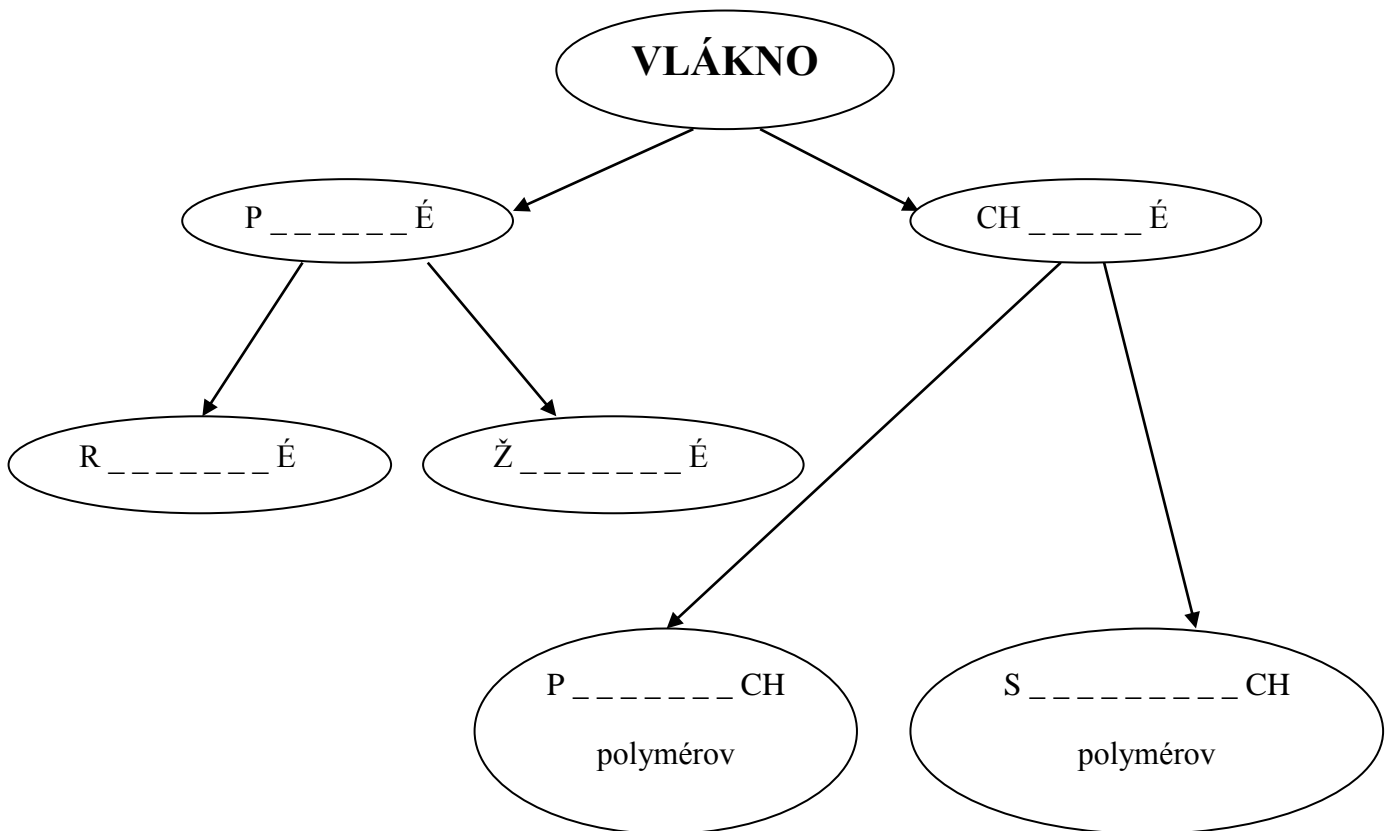 VLÁKNO
P _ _ _ _ _ _ É
CH _ _ _ _ _ É
R _ _ _ _ _ _ _ É
Ž _ _ _ _ _ _ _ É
P _ _ _ _ _ _ _ CH
polymérov
S _ _ _ _ _ _ _ _ _ CH
polymérov